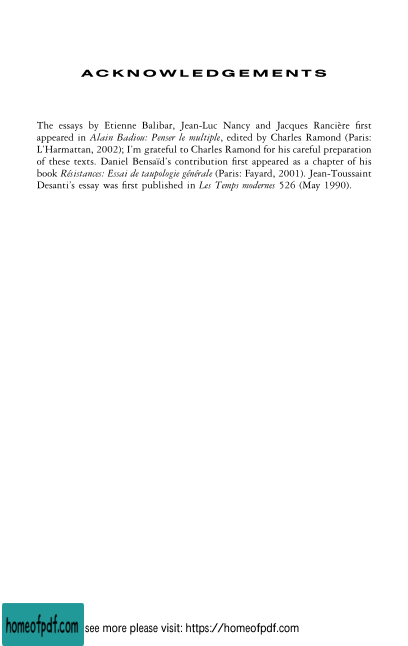 ACKNOWLEDGEMENTS
The essays by Etienne Balibar, Jean-Luc Nancy and Jacques Rancière first
appeared in Alain Badiou: Penser le multiple, edited by Charles Ramond (Paris:
L'Harmattan, 2002); I'm grateful to Charles Ramond for his careful preparation
of these texts. Daniel Bensaïd's contribution first appeared as a chapter of his
book Résistances: Essai de taupologie générale (Paris: Fayard, 2001). Jean-Toussaint
Desanti's essay was first published in Les Temps modernes 526 (May 1990).
homeofpdf.com see more please visit: https://homeofpdf.com